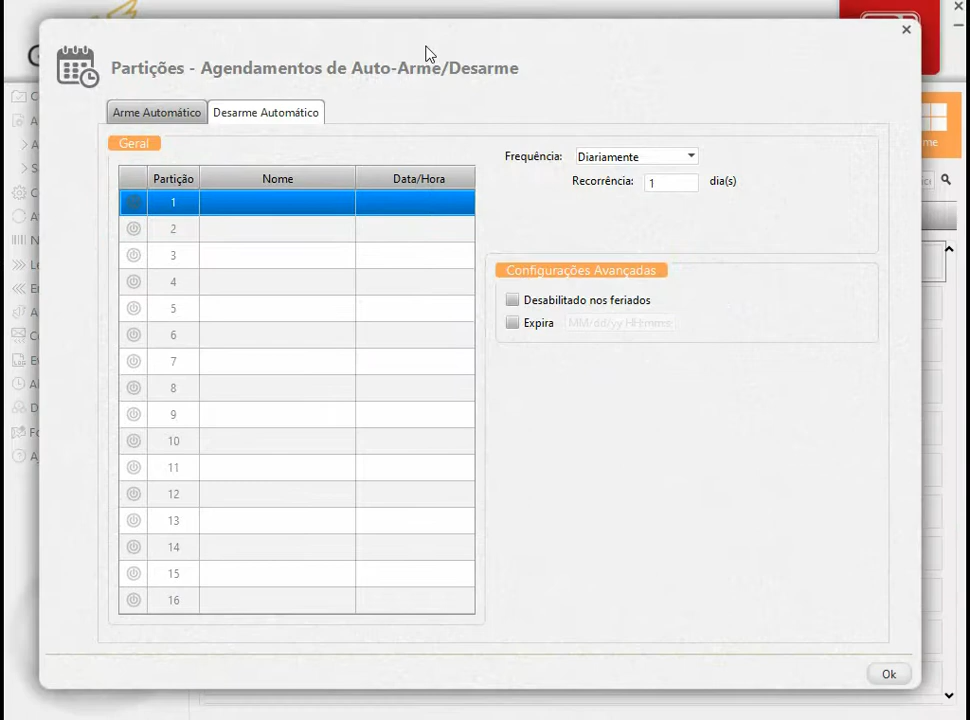 Partições - Agendamentos de Auto-Arme/Desarme
Arme Automático Desarme Automático
Geral
Partição Nome Data/Hora
1
2
3
4
5
6
7
8
9
10
11
12
13
14
15
16
Frequência: Diariamente
Recorrência: 1 dia(s)
Configurações Avançadas
Desabilitado nos feriados
Expira MM/dd/yy HH:mm:ss
Ok